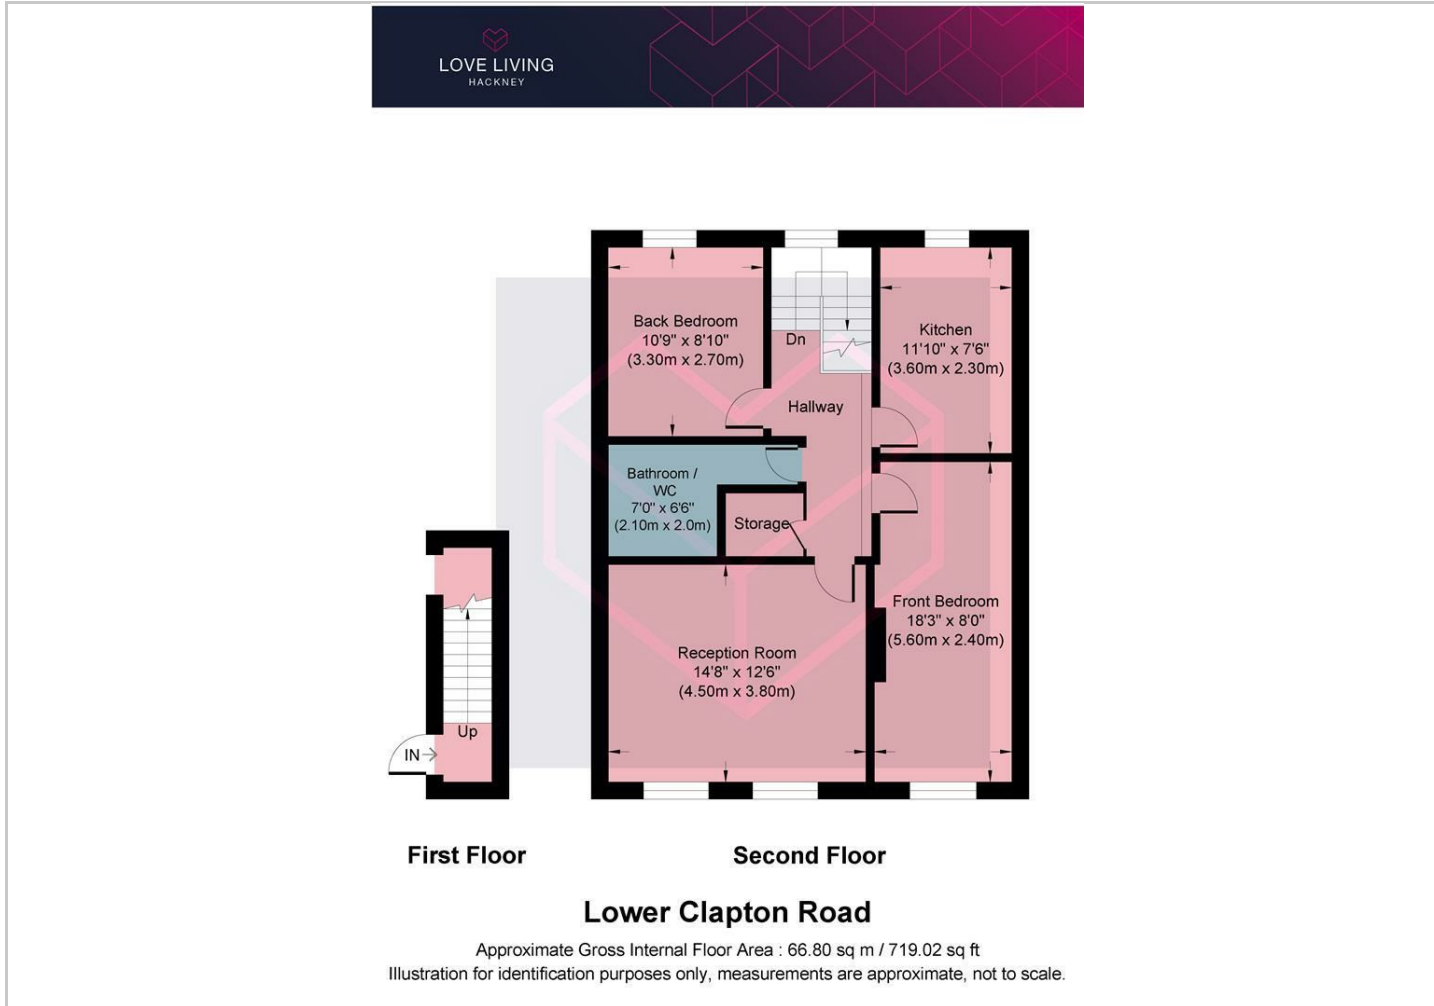 LOVE LIVING
HACKNEY
Back Bedroom
10'9" x 8'10"
(3.30m x 2.70m)
Dn
Kitchen
11'10" x 7'6"
(3.60m x 2.30m)
Hallway
Bathroom /
WC
7'0" x 6'6"
(2.10m x 2.0m)
Storage
Front Bedroom
18'3" x 8'0"
(5.60m x 2.40m)
Reception Room
14'8" x 12'6"
(4.50m x 3.80m)
Up
IN
First Floor
Second Floor
Lower Clapton Road
Approximate Gross Internal Floor Area : 66.80 sq m / 719.02 sq ft
Illustration for identification purposes only, measurements are approximate, not to scale.